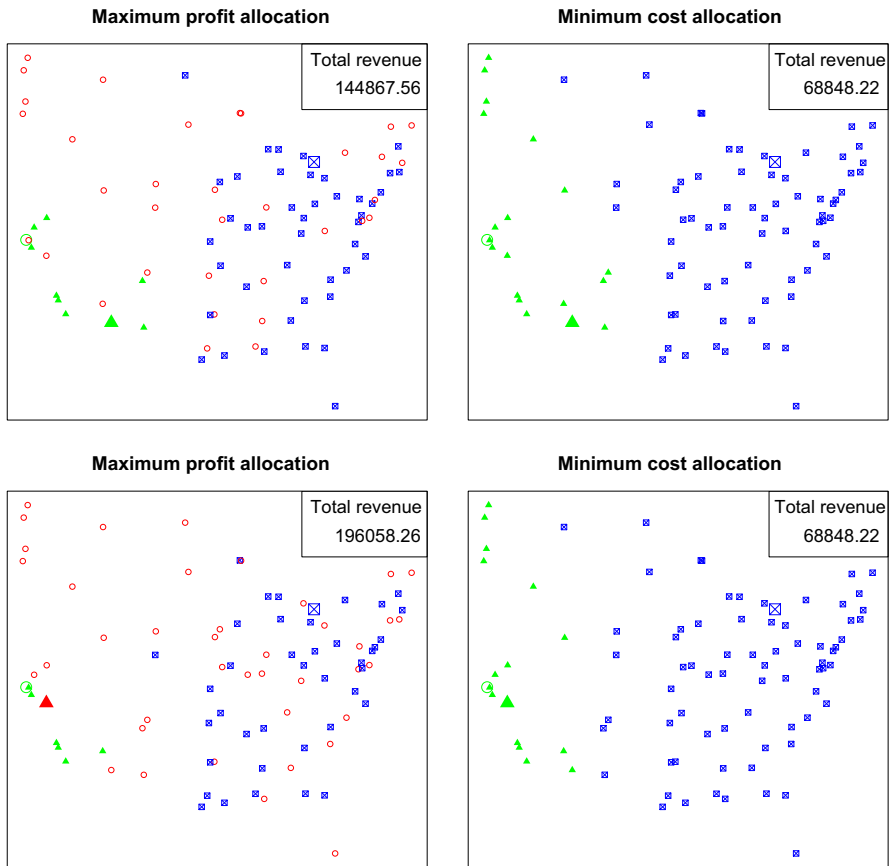 Maximum profit allocation
Minimum cost allocation
Total revenue
144867.56
Total revenue
68848.22
Maximum profit allocation
Minimum cost allocation
Total revenue
196058.26
Total revenue
68848.22